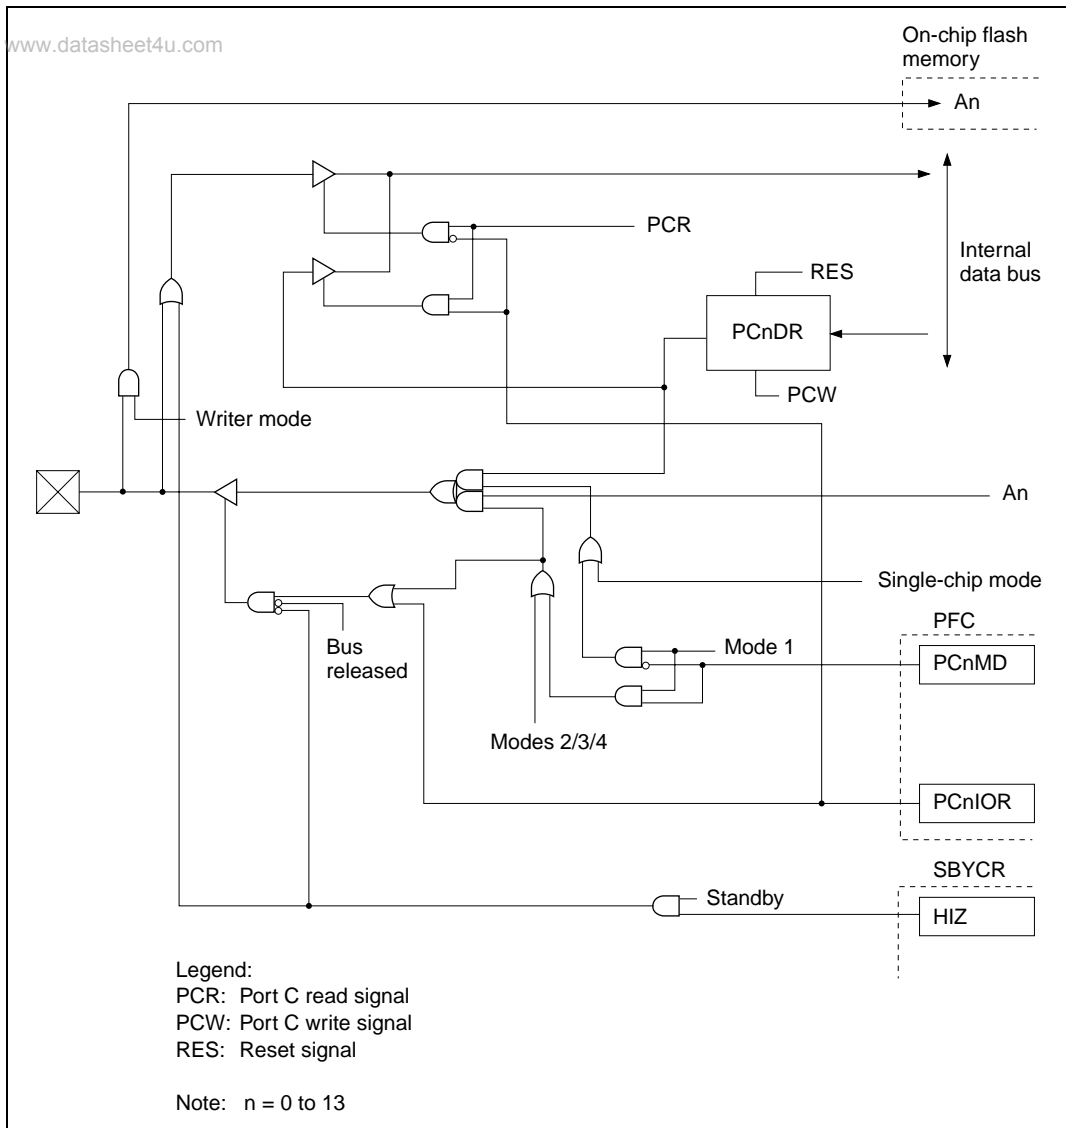 www.datasheet4u.com
On-chip flash
memory
An
PCR
RES
Internal
data bus
PCnDR
PCW
Writer mode
An
Single-chip mode
Bus
released
Mode 1
PFC
PCnMD
Modes 2/3/4
PCnIOR
SBYCR
Standby
HIZ
Legend:
PCR: Port C read signal
PCW: Port C write signal
RES: Reset signal
Note: n = 0 to 13